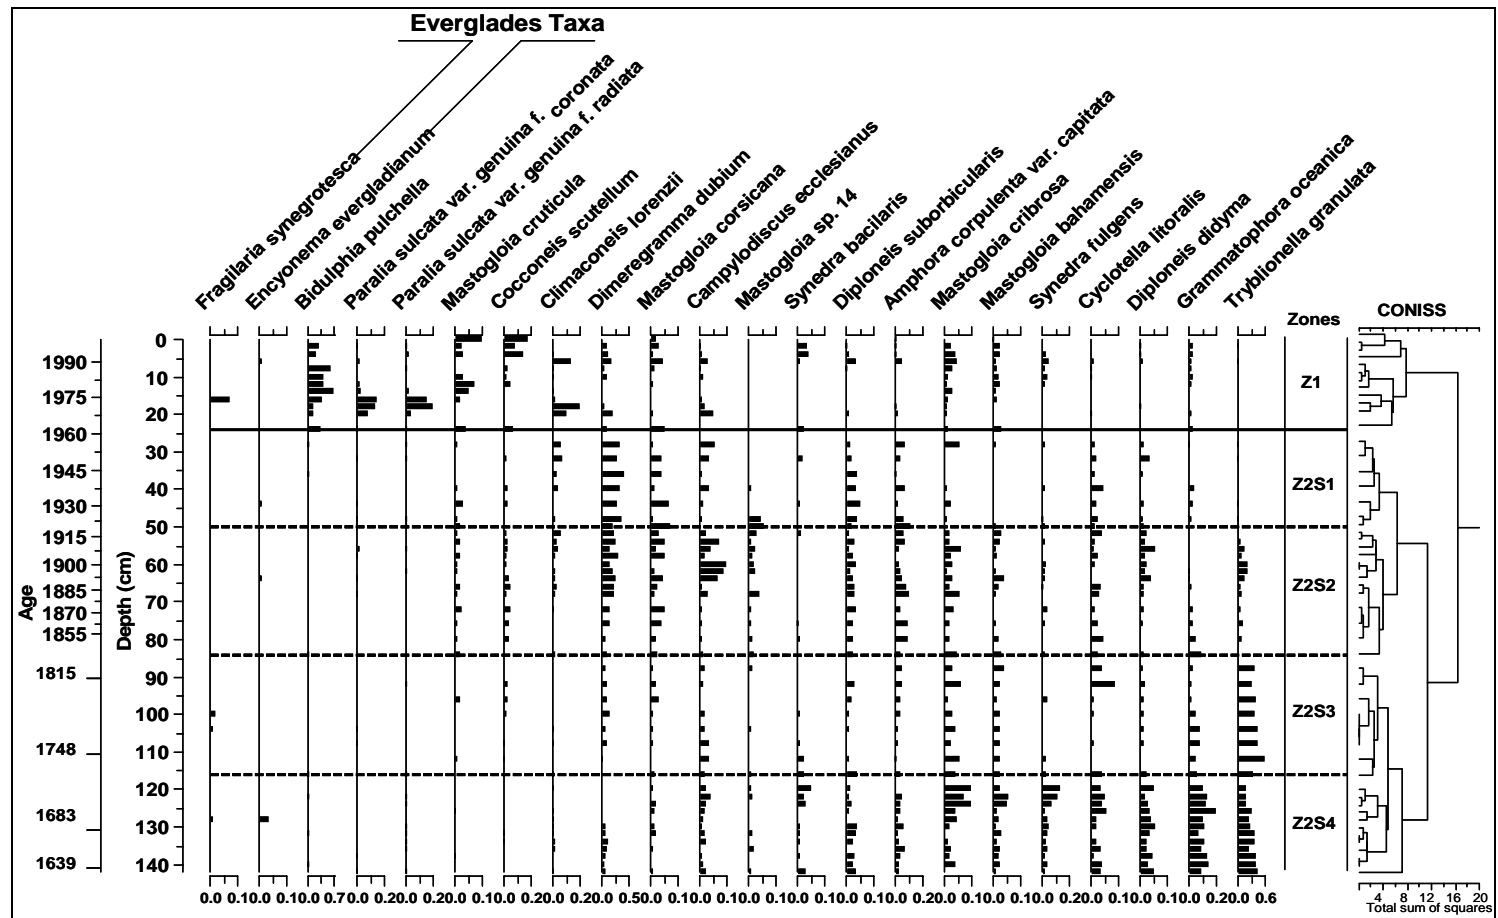 Everglades Taxa
Fragilaria synegrotesca
Encyonema evergladianum
Bidulphia pulchella
Paralia sulcata var. genuina f. coronata
Paralia sulcata var. genuina f. radiata
Mastogloia cruticula
Cocconeis scutellum
Climaconeis lorenzii
Dimeregramma dubium
Mastogloia corsicana
Campylodiscus ecclesianus
Mastogloia sp. 14
Synedra bacilaris
Diploneis suborbicularis
Amphora corpulenta var. capitata
Mastogloia cribrosa
Mastogloia bahamensis
Synedra fulgens
Cyclotella litoralis
Diploneis didyma
Grammatophora oceanica
Tryblionella granulata
Zones
CONISS
Age
1990
1975
1960
1945
1930
1915
1900
1885
1870
1855
1815
1748
1683
1639
Depth (cm)
0
10
20
30
40
50
60
70
80
90
100
110
120
130
140
Z1
Z2S1
Z2S2
Z2S3
Z2S4
0.0 0.10.0 0.10.0 0.70.0 0.20.0 0.20.0 0.10.0 0.20.0 0.20.0 0.50.0 0.10.0 0.10.0 0.10.0 0.10.0 0.10.0 0.20.0 0.10.0 0.10.0 0.10.0 0.20.0 0.10.0 0.20.0 0.6
4 8 12 16 20
Total sum of squares